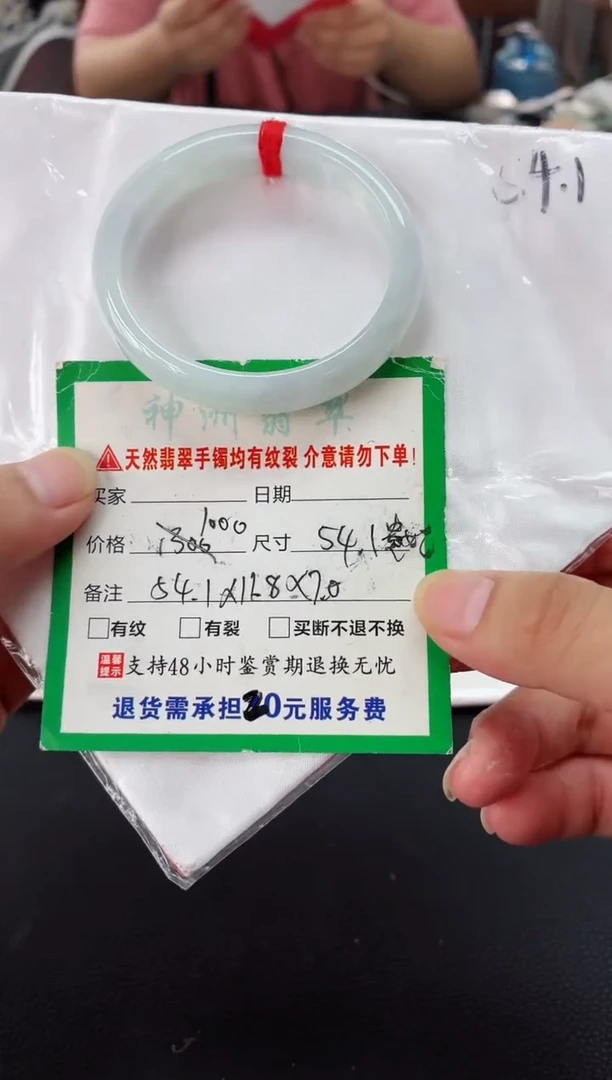 54.1
神洲翡翠
天然翡翠手镯均有纹裂 介意请勿下单!
买家 日期
价格 1300 1000 尺寸 54.1
备注 54.1X11.8X7.0
□有纹 □有裂 □买断不退不换
温馨提示 支持48小时鉴赏期退换无忧
退货需承担20元服务费